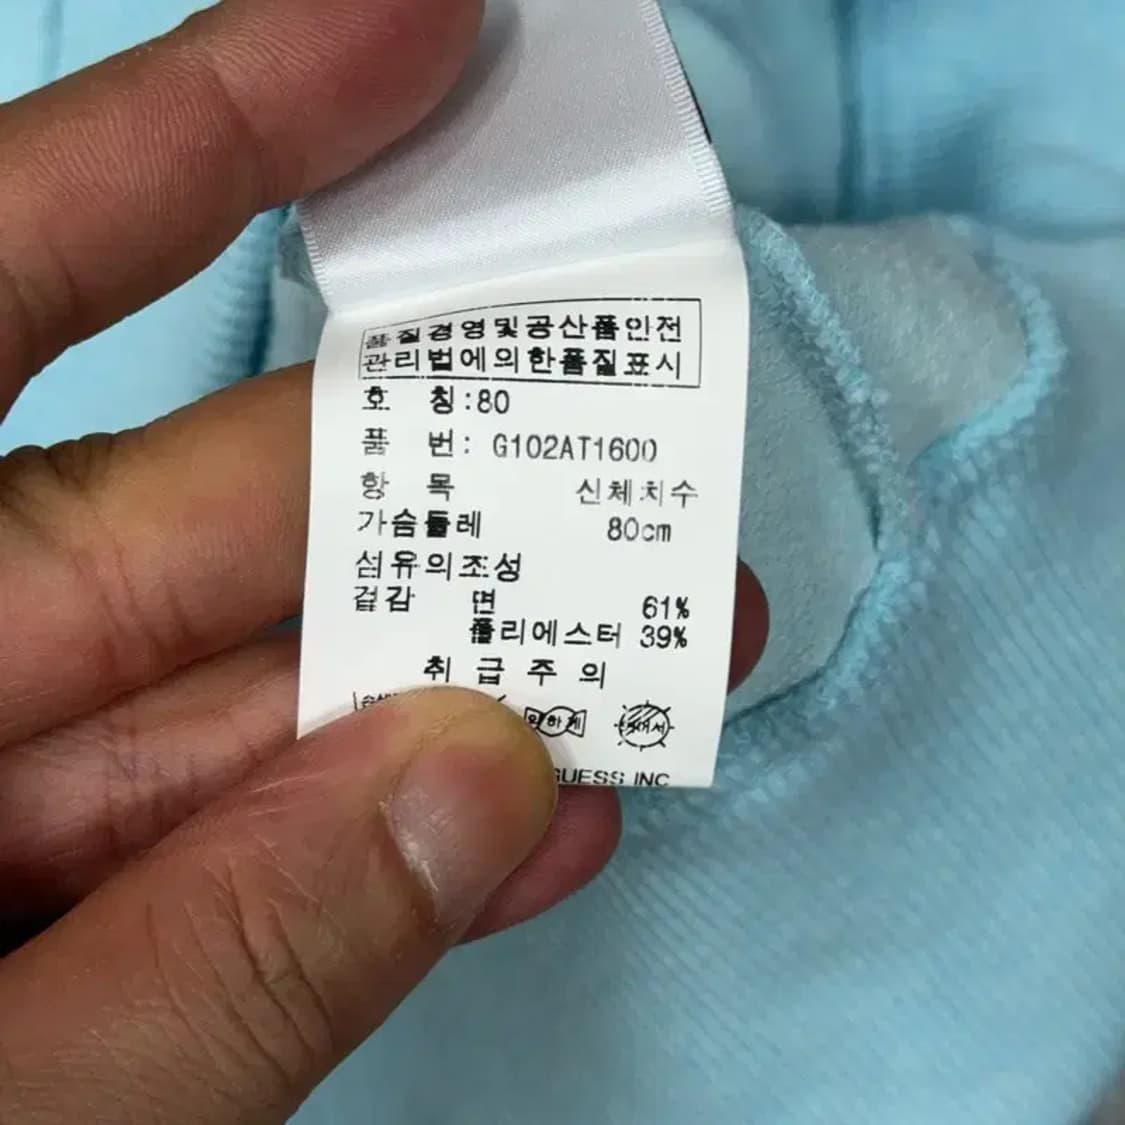 품질경영및공산품안전
관리법에의한품질표시
호 칭:80
품 번: G102AT1600
항 목 신체치수
가슴둘레 80cm
섬유의조성
겉감 면 61%
폴리에스터 39%
취 급 주 의
약하게
GUESS INC